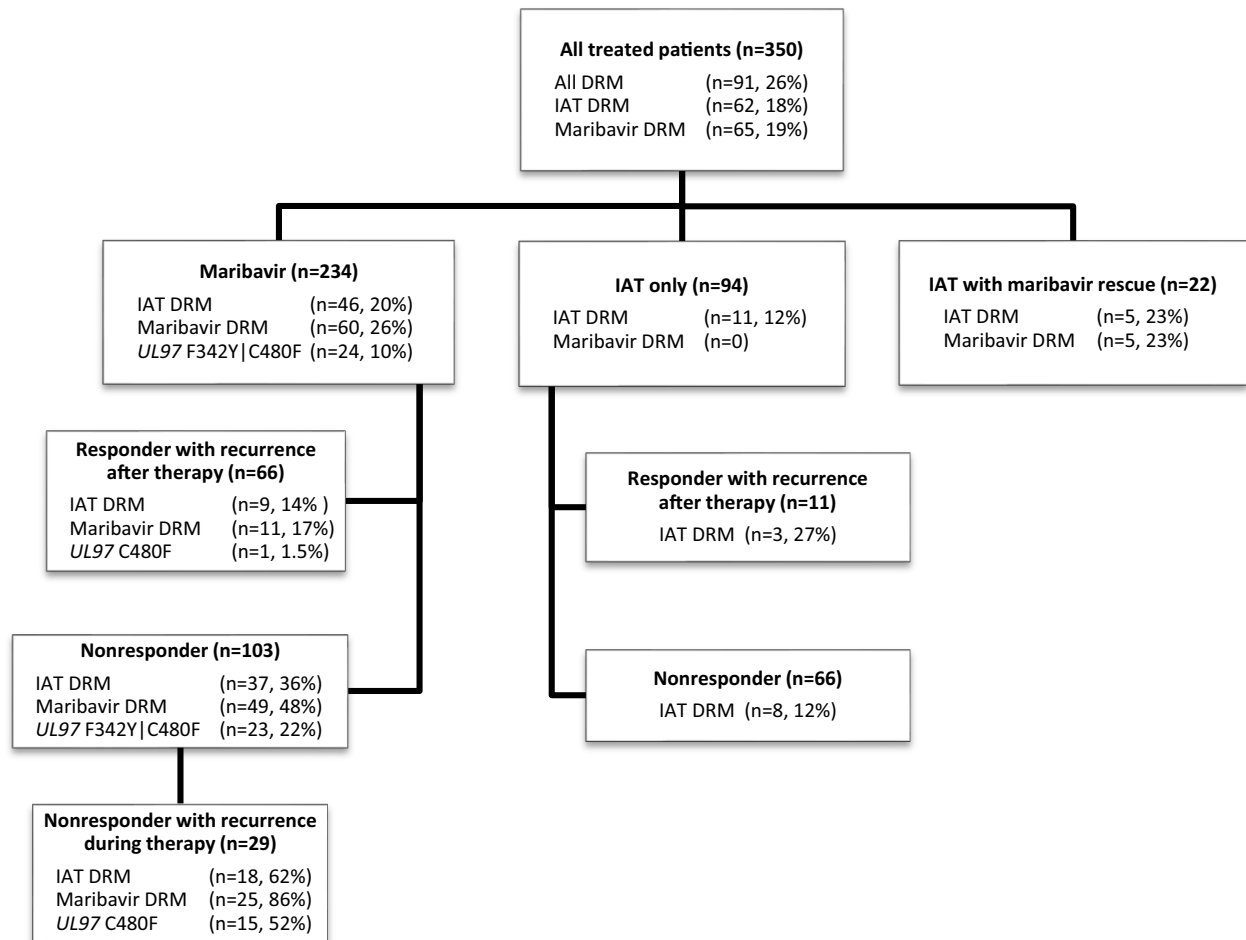 All treated patients (n=350)
All DRM (n=91, 26%)
IAT DRM (n=62, 18%)
Maribavir DRM (n=65, 19%)
Maribavir (n=234)
IAT DRM (n=46, 20%)
Maribavir DRM (n=60, 26%)
UL97 F342Y|C480F (n=24, 10%)
IAT only (n=94)
IAT DRM (n=11, 12%)
Maribavir DRM (n=0)
IAT with maribavir rescue (n=22)
IAT DRM (n=5, 23%)
Maribavir DRM (n=5, 23%)
Responder with recurrence
after therapy (n=66)
IAT DRM (n=9, 14% )
Maribavir DRM (n=11, 17%)
UL97 C480F (n=1, 1.5%)
Responder with recurrence
after therapy (n=11)
IAT DRM (n=3, 27%)
Nonresponder (n=103)
IAT DRM (n=37, 36%)
Maribavir DRM (n=49, 48%)
UL97 F342Y|C480F (n=23, 22%)
Nonresponder (n=66)
IAT DRM (n=8, 12%)
Nonresponder with recurrence
during therapy (n=29)
IAT DRM (n=18, 62%)
Maribavir DRM (n=25, 86%)
UL97 C480F (n=15, 52%)